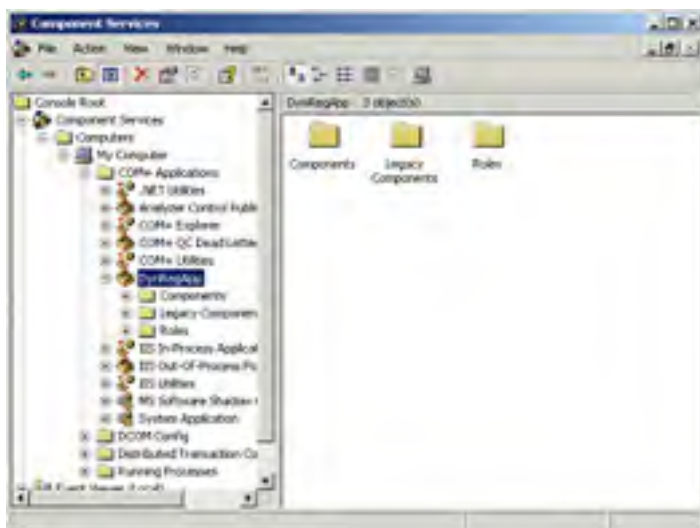 Component Services
File Action View Window Help
Console Root
Component Services
Computers
My Computer
COM+ Applications
.NET Utilities
Analyzer Control Publi
COM+ Explorer
COM+ QC Dead Letter
COM+ Utilities
DynRegApp
Components
Legacy Componen
Roles
IIS In-Process Applicat
IIS Out-Of-Process Po
IIS Utilities
MS Software Shadow
System Application
DCOM Config
Distributed Transaction Co
Running Processes
Event Viewer (Local)
DynRegApp 3 object(s)
Components
Legacy Components
Roles